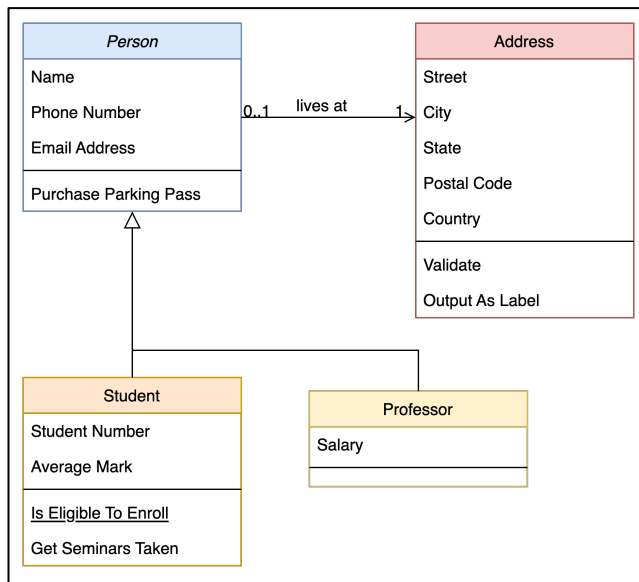 Person
Name
Phone Number
Email Address
Purchase Parking Pass
0..1 lives at 1
Address
Street
City
State
Postal Code
Country
Validate
Output As Label
Student
Student Number
Average Mark
Is Eligible To Enroll
Get Seminars Taken
Professor
Salary